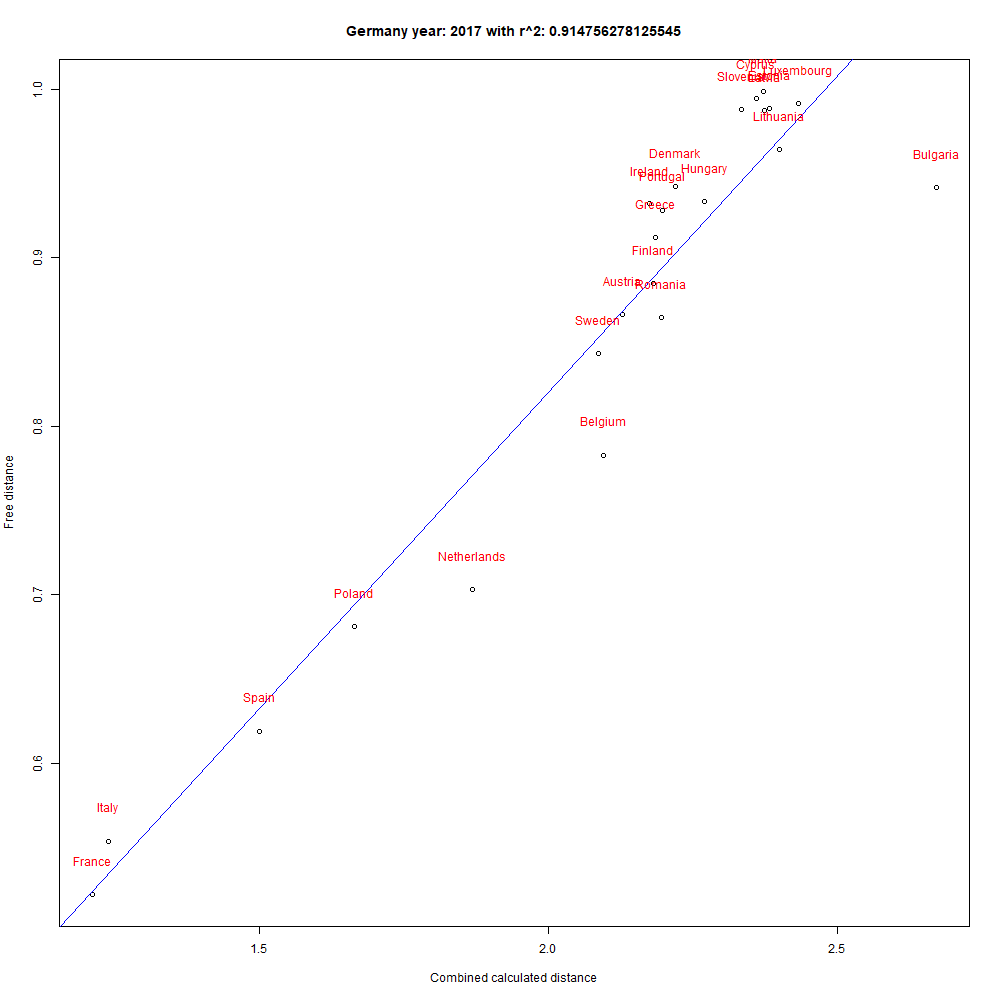 Germany year: 2017 with r^2: 0.914756278125545
Cyprus
Luxembourg
Slovenia
Estonia
Latvia
Lithuania
Denmark
Bulgaria
Hungary
Ireland
Portugal
Greece
Finland
Austria
Romania
Sweden
Belgium
Netherlands
Poland
Spain
Italy
France
1.0
0.9
0.8
0.7
0.6
Free distance
1.5
2.0
2.5
Combined calculated distance